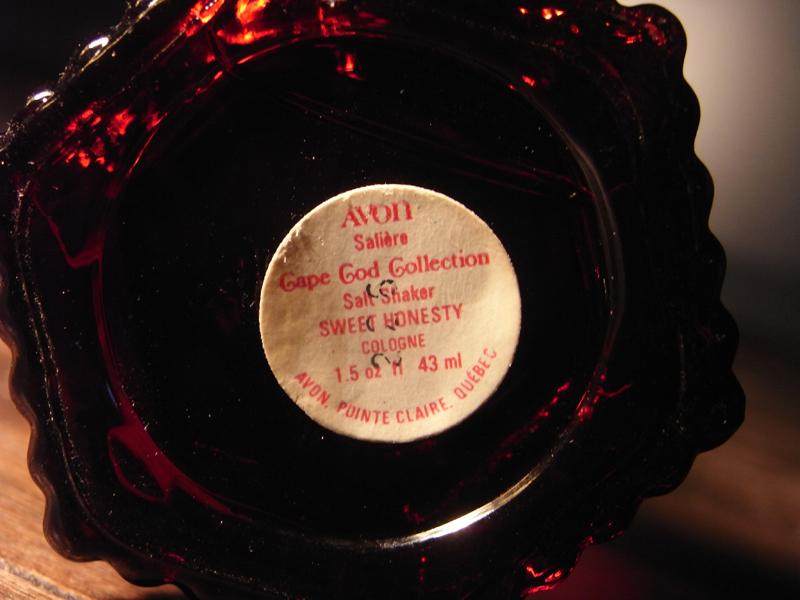 AVON
Salière
Cape Cod Collection
Salt Shaker
SWEET HONESTY
COLOGNE
1.5 oz fl 43 ml
AVON, POINTE CLAIRE, QUÉBEC